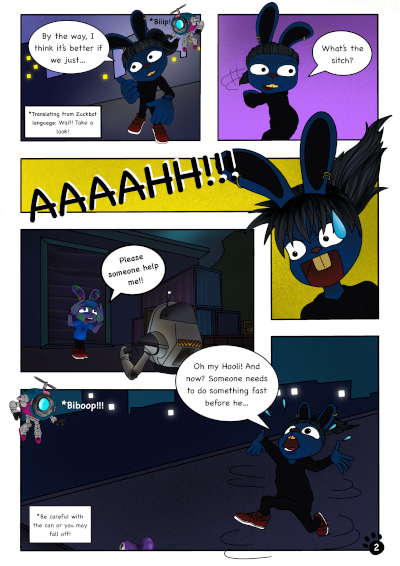 *Biiip!
By the way, I
think it's better if
we just...
*Translating from Zuckbot
language: Wait! Take a
look!
What's the
sitch?
AAAAHH!!!
Please
someone help
me!!
Oh my Hooli! And
now? Someone needs
to do something fast
before he...
*Biboop!!!
*Be careful with
the can or you may
fall off!
2